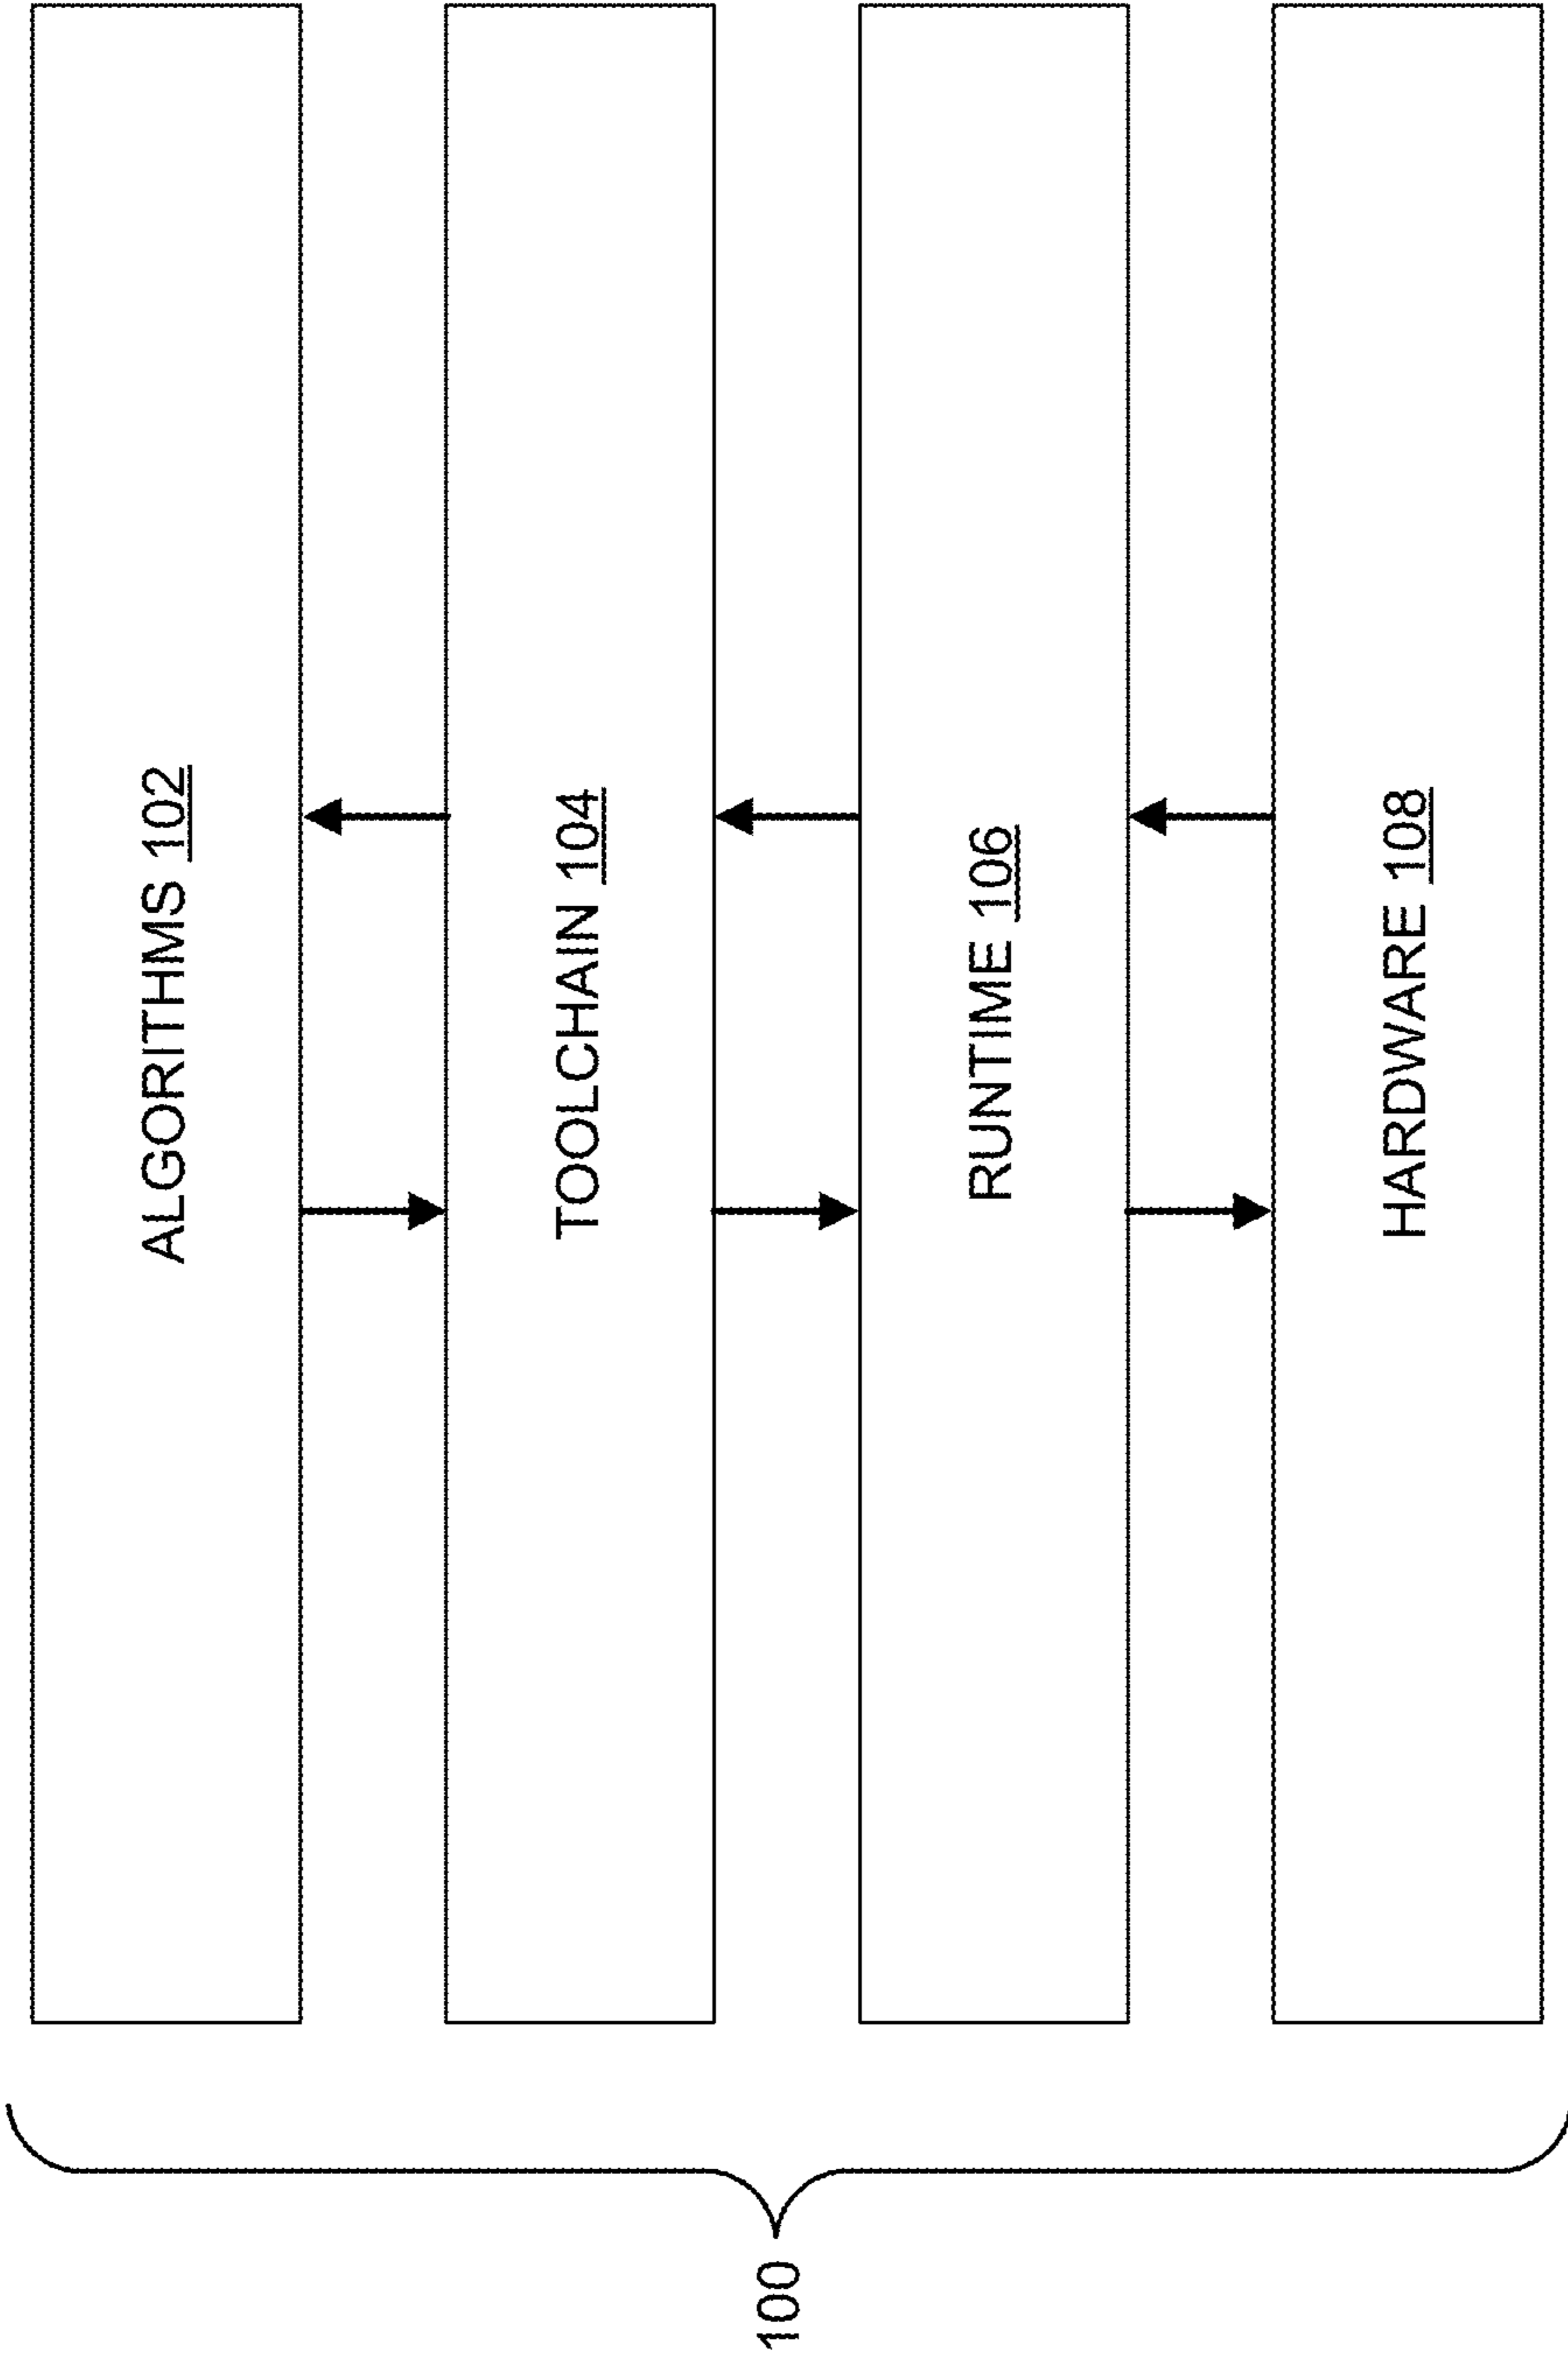 ALGORITHMS 102
TOOLCHAIN 104
RUNTIME 106
HARDWARE 108
100